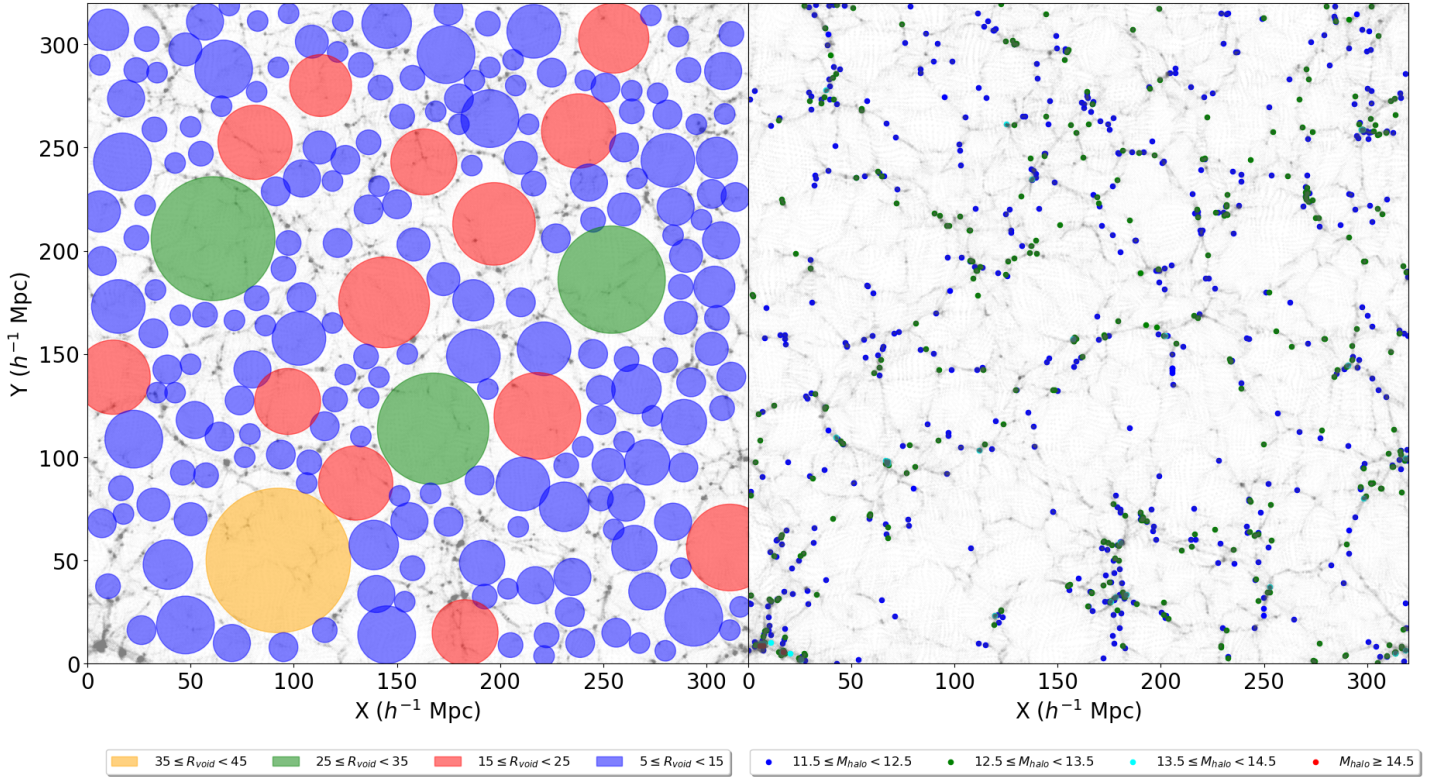 Y (h⁻¹ Mpc)
300
250
200
150
100
50
0
0 50 100 150 200 250 300
0 50 100 150 200 250 300
X (h⁻¹ Mpc)
X (h⁻¹ Mpc)
35 ≤ R_void < 45 25 ≤ R_void < 35 15 ≤ R_void < 25 5 ≤ R_void < 15
11.5 ≤ M_halo < 12.5 12.5 ≤ M_halo < 13.5 13.5 ≤ M_halo < 14.5 M_halo ≥ 14.5